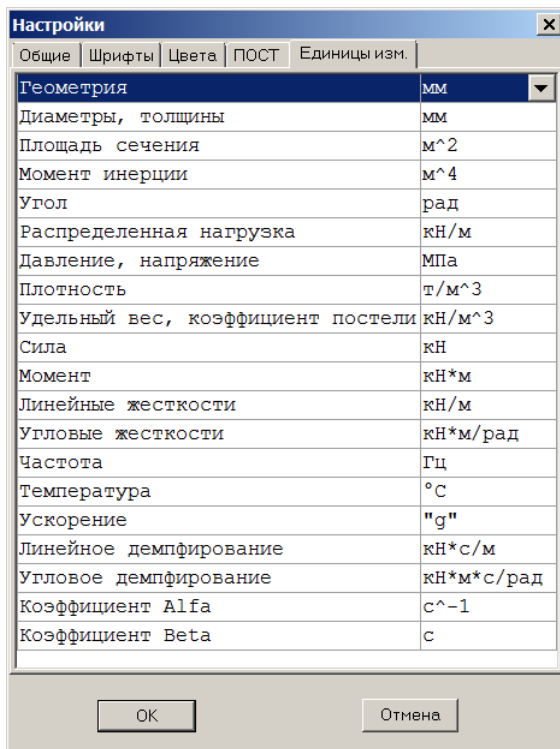 Настройки
Общие Шрифты Цвета ПОСТ Единицы изм.
Геометрия мм
Диаметры, толщины мм
Площадь сечения м^2
Момент инерции м^4
Угол рад
Распределенная нагрузка кН/м
Давление, напряжение МПа
Плотность т/м^3
Удельный вес, коэффициент постели кН/м^3
Сила кН
Момент кН*м
Линейные жесткости кН/м
Угловые жесткости кН*м/рад
Частота Гц
Температура °C
Ускорение "g"
Линейное демпфирование кН*с/м
Угловое демпфирование кН*м*с/рад
Коэффициент Alfa с^-1
Коэффициент Beta с
OK Отмена